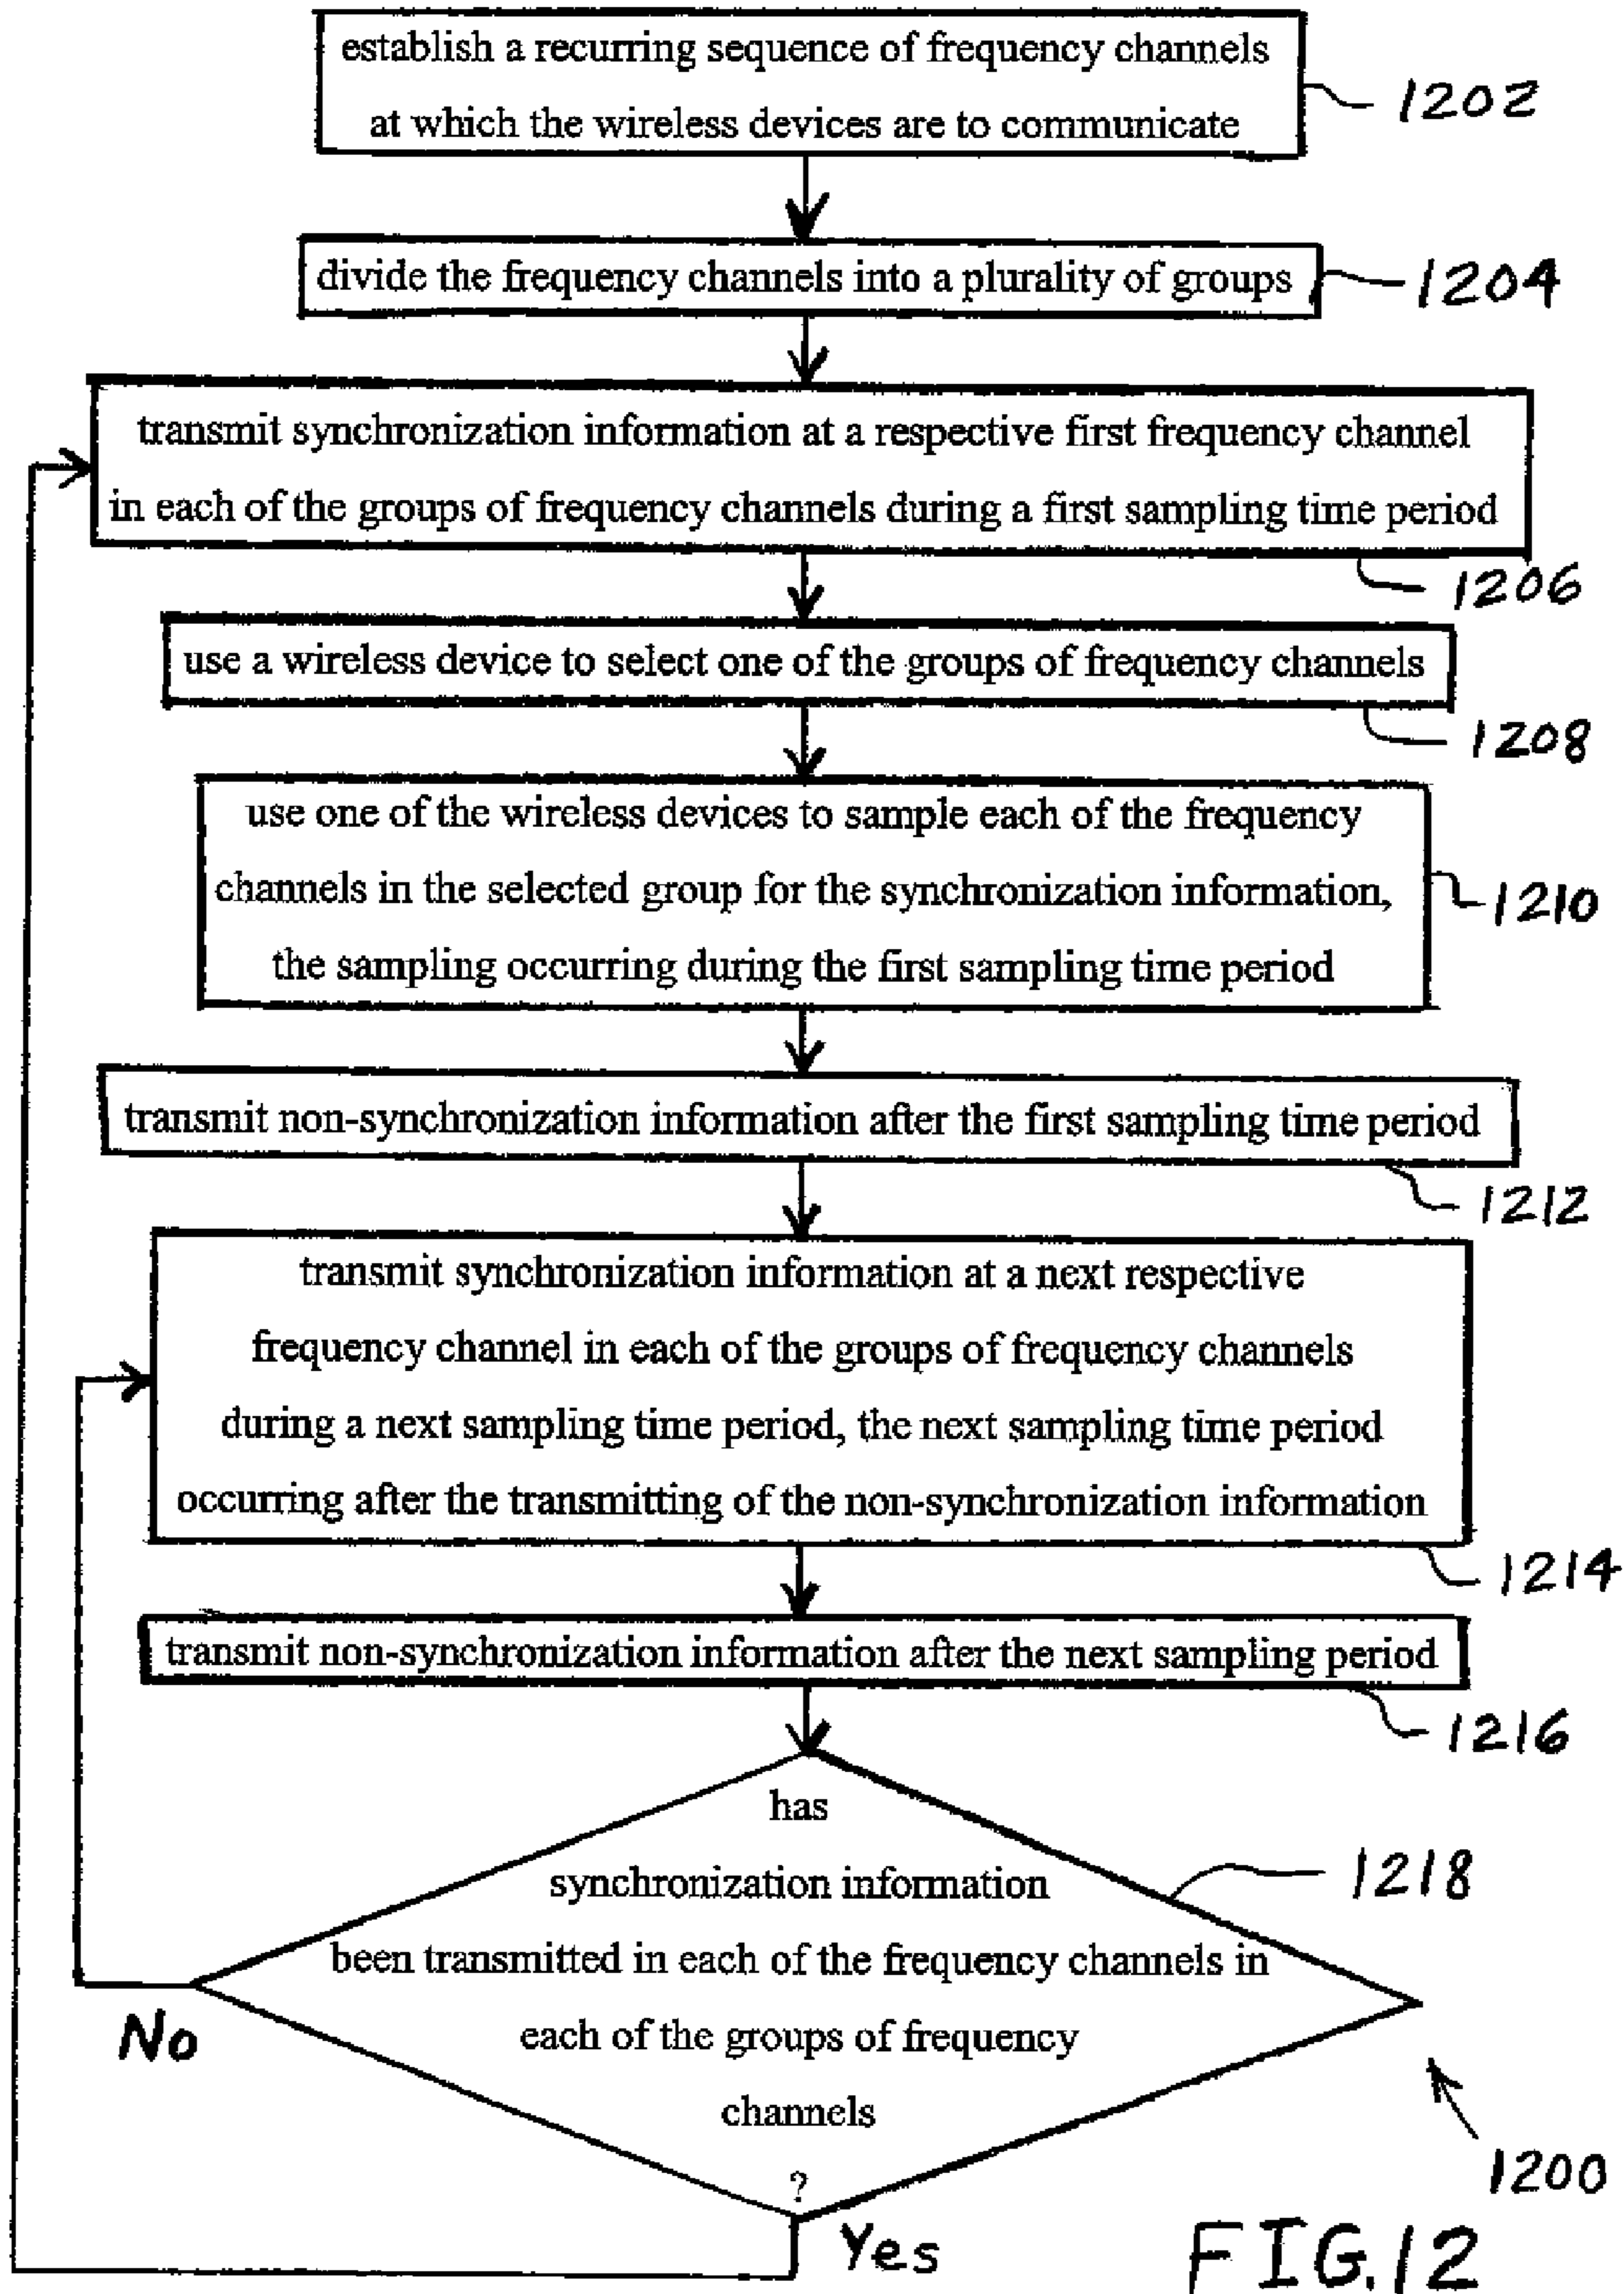 establish a recurring sequence of frequency channels
at which the wireless devices are to communicate
1202
divide the frequency channels into a plurality of groups
1204
transmit synchronization information at a respective first frequency channel
in each of the groups of frequency channels during a first sampling time period
1206
use a wireless device to select one of the groups of frequency channels
1208
use one of the wireless devices to sample each of the frequency
channels in the selected group for the synchronization information,
the sampling occurring during the first sampling time period
1210
transmit non-synchronization information after the first sampling time period
1212
transmit synchronization information at a next respective
frequency channel in each of the groups of frequency channels
during a next sampling time period, the next sampling time period
occurring after the transmitting of the non-synchronization information
1214
transmit non-synchronization information after the next sampling period
1216
has
synchronization information
been transmitted in each of the frequency channels in
each of the groups of frequency
channels
?
1218
No
Yes
1200
FIG.12